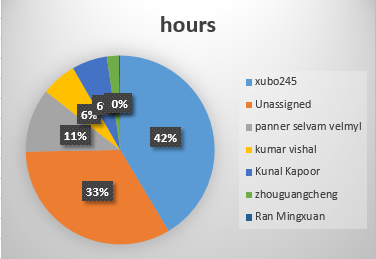 hours
42%
33%
11%
6%
6
0%
xubo245
Unassigned
panner selvam velmyl
kumar vishal
Kunal Kapoor
zhouguangcheng
Ran Mingxuan